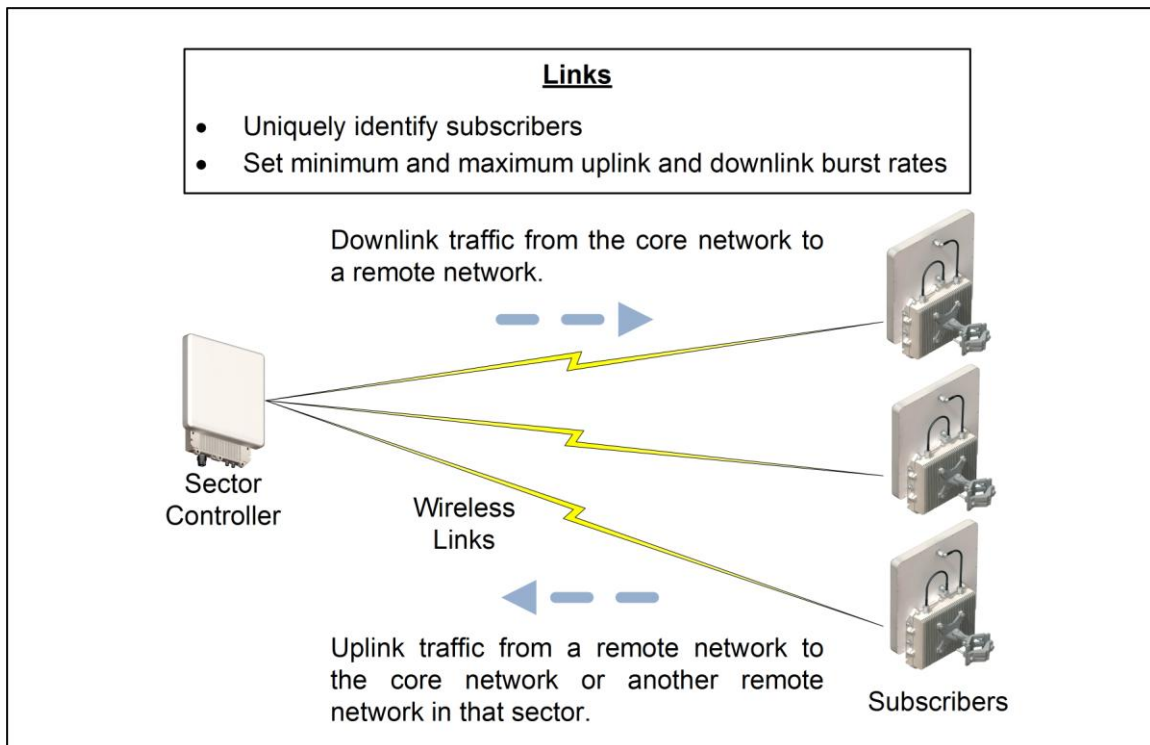 Links
• Uniquely identify subscribers
• Set minimum and maximum uplink and downlink burst rates
Downlink traffic from the core network to
a remote network.
Sector
Controller
Wireless
Links
Uplink traffic from a remote network to
the core network or another remote
network in that sector.
Subscribers